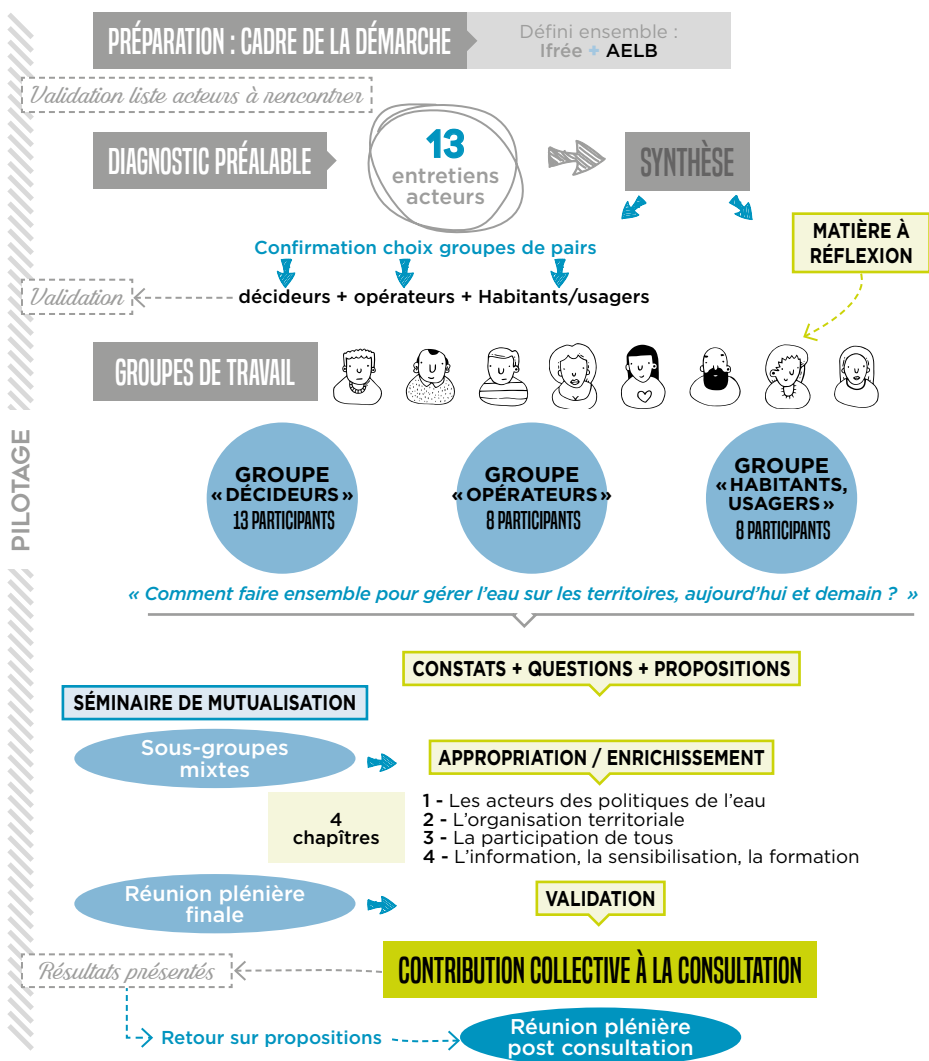 PRÉPARATION : CADRE DE LA DÉMARCHE
Défini ensemble :
Ifrée + AELB
Validation liste acteurs à rencontrer
DIAGNOSTIC PRÉALABLE
13
entretiens
acteurs
SYNTHÈSE
MATIÈRE À
RÉFLEXION
Confirmation choix groupes de pairs
Validation
décideurs + opérateurs + Habitants/usagers
GROUPES DE TRAVAIL
PILOTAGE
GROUPE
« DÉCIDEURS »
13 PARTICIPANTS
GROUPE
« OPÉRATEURS »
8 PARTICIPANTS
GROUPE
« HABITANTS,
USAGERS »
8 PARTICIPANTS
« Comment faire ensemble pour gérer l'eau sur les territoires, aujourd'hui et demain ? »
CONSTATS + QUESTIONS + PROPOSITIONS
SÉMINAIRE DE MUTUALISATION
Sous-groupes
mixtes
APPROPRIATION / ENRICHISSEMENT
4
chapîtres
1 - Les acteurs des politiques de l'eau
2 - L'organisation territoriale
3 - La participation de tous
4 - L'information, la sensibilisation, la formation
Réunion plénière
finale
VALIDATION
Résultats présentés
CONTRIBUTION COLLECTIVE À LA CONSULTATION
Retour sur propositions
Réunion plénière
post consultation